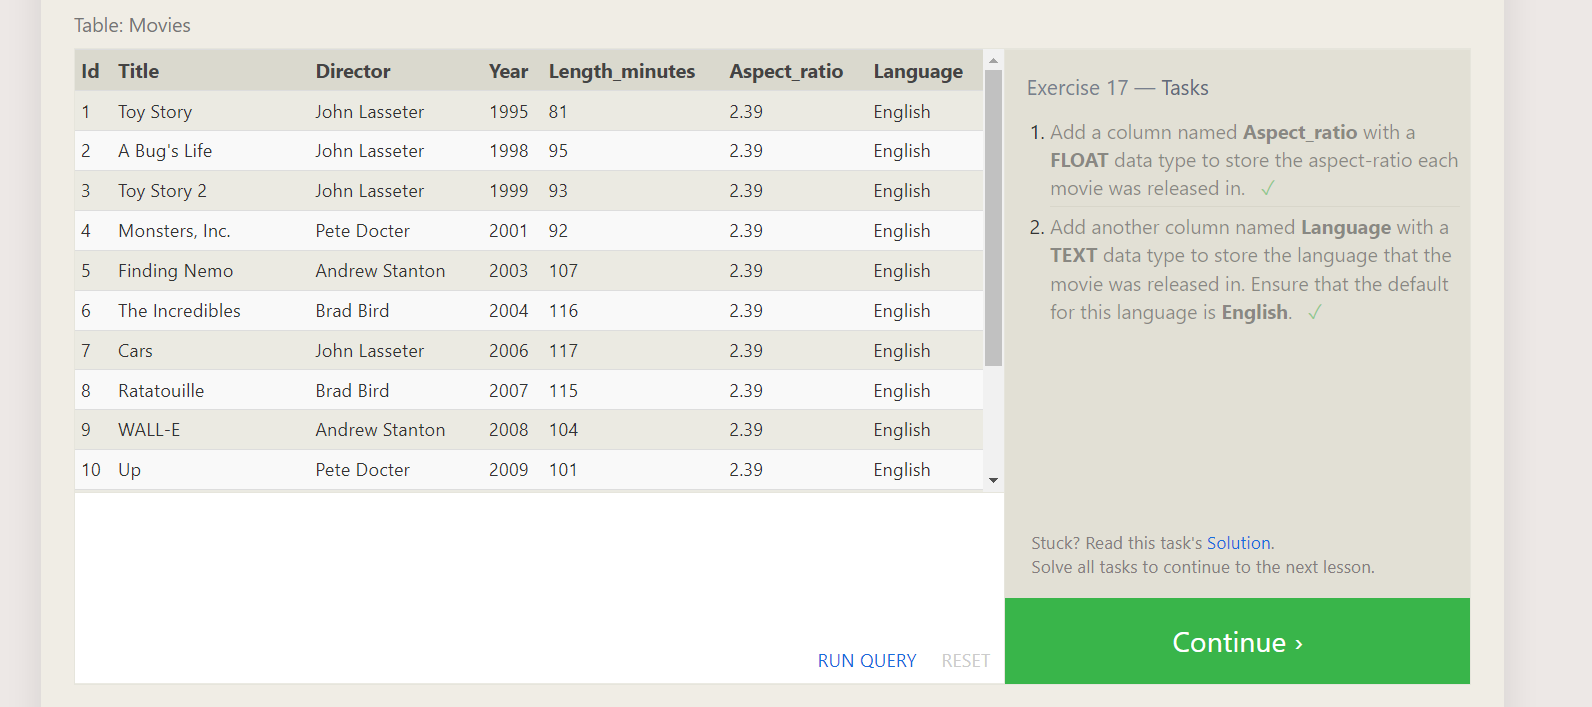 Table: Movies
Id Title Director Year Length_minutes Aspect_ratio Language
1 Toy Story John Lasseter 1995 81 2.39 English
2 A Bug's Life John Lasseter 1998 95 2.39 English
3 Toy Story 2 John Lasseter 1999 93 2.39 English
4 Monsters, Inc. Pete Docter 2001 92 2.39 English
5 Finding Nemo Andrew Stanton 2003 107 2.39 English
6 The Incredibles Brad Bird 2004 116 2.39 English
7 Cars John Lasseter 2006 117 2.39 English
8 Ratatouille Brad Bird 2007 115 2.39 English
9 WALL-E Andrew Stanton 2008 104 2.39 English
10 Up Pete Docter 2009 101 2.39 English
RUN QUERY RESET
Exercise 17 — Tasks
1. Add a column named Aspect_ratio with a
FLOAT data type to store the aspect-ratio each
movie was released in. ✓
2. Add another column named Language with a
TEXT data type to store the language that the
movie was released in. Ensure that the default
for this language is English. ✓
Stuck? Read this task's Solution.
Solve all tasks to continue to the next lesson.
Continue ›